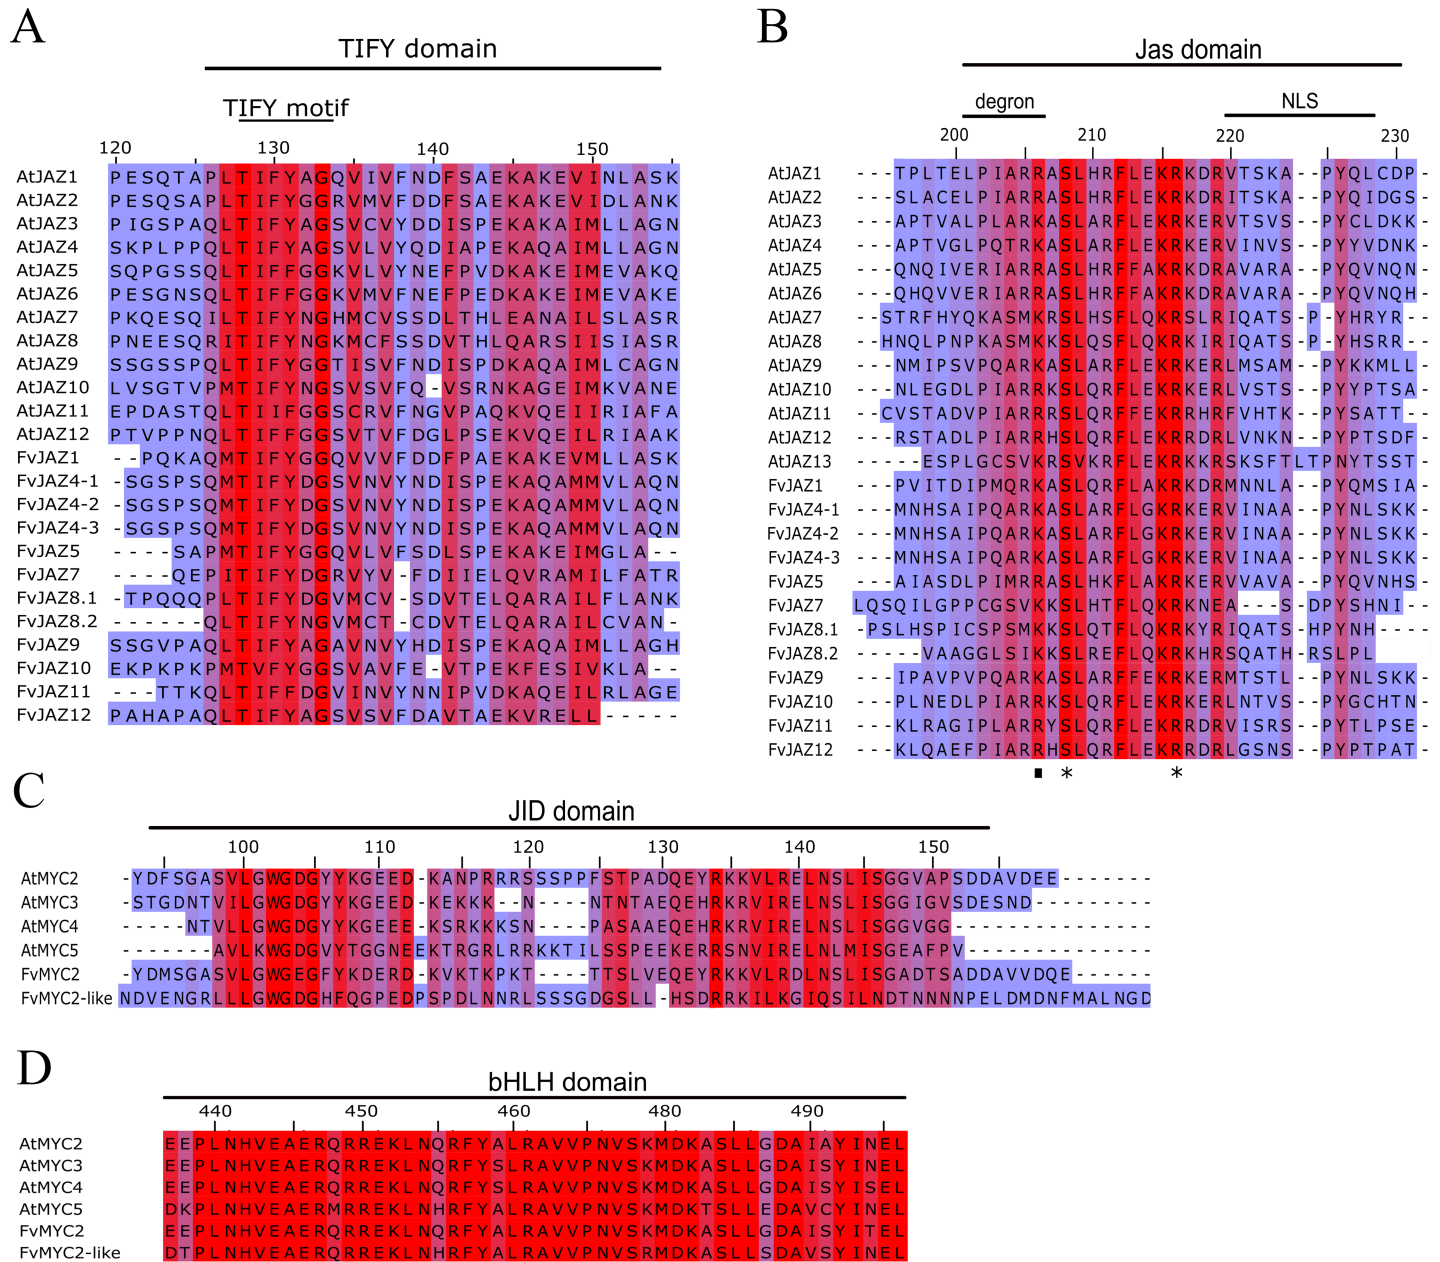 A
TIFY domain
TIFY motif
120 130 140 150
AtJAZ1 PESQTAPLTIFYAGQVIVFNDFSAEKAKEVINLASK
AtJAZ2 PESQSAPLTIFYGGRVMVFDDFSAEKAKEVIDLANK
AtJAZ3 PIGSPAQLTIFYAGSVCVYDDISPEKAKAIMLLAGN
AtJAZ4 SKPLPPQLTIFYAGSVLVYQDIAPEKAQAIMLLAGN
AtJAZ5 SQPGSSQLTIFFGGKVLVYNEFPVDKAKEIMEVAKQ
AtJAZ6 PESGNSQLTIFFGGKVMVFNEFPEDKAKEIMEVAKE
AtJAZ7 PKQESQILTIFYNGHMCVSSDLTHLEANAILSLASR
AtJAZ8 PNEESQRITIFYNGKMCFSSDVTHLQARSIISIASR
AtJAZ9 SSGSSPQLTIFYGGTISVFNDISPDKAQAIMLCAGN
AtJAZ10 LVSGTVPMTIFYNGSVSVFQ-VSRNKAGEIMKVANE
AtJAZ11 EPDASTQLTIIFGGSCRVFNGVPAQKVQEIIRIAFA
AtJAZ12 PTVPPNQLTIFFGGSVTVFDGLPSEKVQEILRIAAK
FvJAZ1 --PQKAQMTIFYGGQVVVFDDFPAEKAKEVMLLASK
FvJAZ4-1 -SGSPSQMTIFYDGSVNVYNDISPEKAQAMMVLAQN
FvJAZ4-2 -SGSPSQMTIFYDGSVNVYNDISPEKAQAMMVLAQN
FvJAZ4-3 -SGSPSQMTIFYDGSVNVYNDISPEKAQAMMVLAQN
FvJAZ5 ----SAPMTIFYGGQVLVFSDLSPEKAKEIMGLA--
FvJAZ7 ----QEPITIFYDGRVYV-FDIIELQVRAMILFATR
FvJAZ8.1 -TPQQQPLTIFYDGVMCV-SDVTELQARAILFLANK
FvJAZ8.2 ------QLTIFYNGVMCT-CDVTELQARAILCVAN-
FvJAZ9 SSGVPAQLTIFYAGAVNVYHDISPEKAQAIMLLAGH
FvJAZ10 EKPKPKPMTVFYGGSVAVFE-VTPEKFESIVKLA--
FvJAZ11 ---TTKQLTIFFDGVINVYNNIPVDKAQEILRLAGE
FvJAZ12 PAHAPAQLTIFYAGSVSVFDAVTAEKVRELL-----
B
Jas domain
degron NLS
200 210 220 230
AtJAZ1 ---TPLTELPIARRASLHRFLEKRKDRVTSKA--PYQLCDP-
AtJAZ2 ---SLACELPIARRASLHRFLEKRKDRITSKA--PYQIDGS-
AtJAZ3 ---APTVALPLARKASLARFLEKRKERVTSVS--PYCLDKK-
AtJAZ4 ---APTVGLPQTRKASLARFLEKRKERVINVS--PYYVDNK-
AtJAZ5 ---QNQIVERIARRASLHRFFAKRKDRAVARA--PYQVNQN-
AtJAZ6 ---QHQVVERIARRASLHRFLAKRKDRAVARA--PYQVNQH-
AtJAZ7 --STRFHYQKASMKRSLHSFLQKRSLRIQATS-P-YHRYR--
AtJAZ8 --HNQLPNPKASMKKSLQSFLQKRKIRIQATS-P-YHSRR--
AtJAZ9 ---NMIPSVPKARKASLARFLEKRKERLMSAM--PYKKMLL-
AtJAZ10 ---NLEGDLPIARRKSLQRFLEKRKERLVSTS--PYYPTSA-
AtJAZ11 --CVSTADVPIARRRSLQRFFEKRRHRFVHTK--PYSATT--
AtJAZ12 ---RSTADLPIARRHSLQRFLEKRRDRLVNKN--PYPTSDF-
AtJAZ13 -----ESPLGCSVKRSVKRFLEKRKKRSKSFTLTPNYTSST-
FvJAZ1 ---PVITDIPMQRKASLQRFLAKRKDRMNNLA--PYQMSIA-
FvJAZ4-1 ---MNHSAIPQARKASLARFLGKRKERVINAA--PYNLSKK-
FvJAZ4-2 ---MNHSAIPQARKASLARFLGKRKERVINAA--PYNLSKK-
FvJAZ4-3 ---MNHSAIPQARKASLARFLGKRKERVINAA--PYNLSKK-
FvJAZ5 ---AIASDLPIMRRASLHKFLAKRKERVVAVA--PYQVNHS-
FvJAZ7 LQSQILGPPCGSVKKSLHTFLQKRKNEA---S-DPYSHNI--
FvJAZ8.1 -PSLHSPICSPSMKKSLQTFLQKRKYRIQATS-HPYNH----
FvJAZ8.2 -----VAAGGLSIKKSLREFLQKRKHRSQATH-RSLPL
FvJAZ9 ---IPAVPVPQARKASLARFFEKRKERMTSTL--PYNLSKK-
FvJAZ10 ---PLNEDLPIARRKSLQRFLEKRKERLNTVS--PYGCHTN-
FvJAZ11 ---KLRAGIPLARRYSLQRFLEKRKDRVISRS--PYTLPSE-
FvJAZ12 ---KLQAEFPIARRHSLQRFLEKRRDRLGSNS--PYPTPAT-
* *
C
JID domain
100 110 120 130 140 150
AtMYC2 -YDFSGASVLGWGDGYYKGEED-KANPRRRSSSPPFSTPADQEYRKKVLRELNSLISGGVAPSDDAVDEE-------
AtMYC3 -STGDNTVILGWGDGYYKGEED-KEKKK--N----NTNTAEQEHRKRVIRELNSLISGGIGVSDESND---------
AtMYC4 -----NTVLLGWGDGYYKGEEE-KSRKKKSN----PASAAEQEHRKRVIRELNSLISGGVGG---------------
AtMYC5 -------AVLKWGDGVYTGGNEEKTRGRLRRKKTILSSPEEKERRSNVIRELNLMISGEAFPV--------------
FvMYC2 -YDMSGASVLGWGEGFYKDERD-KVKTKPKT----TTSLVEQEYRKKVLRDLNSLISGADTSADDAVVDQE------
FvMYC2-like NDVENGRLLLGWGDGHFQGPEDPSPDLNNRLSSSGDGSLL-HSDRRKILKGIQSILNDTNNNNPELDMDNFMALNGD
D
bHLH domain
440 450 460 480 490
AtMYC2 EEPLNHVEAERQRREKLNQRFYALRAVVPNVSKMDKASLLGDAIAYINEL
AtMYC3 EEPLNHVEAERQRREKLNQRFYSLRAVVPNVSKMDKASLLGDAISYINEL
AtMYC4 EEPLNHVEAERQRREKLNQRFYSLRAVVPNVSKMDKASLLGDAISYISEL
AtMYC5 DKPLNHVEAERMRREKLNHRFYALRAVVPNVSKMDKTSLLEDAVCYINEL
FvMYC2 EEPLNHVEAERQRREKLNQRFYALRAVVPNVSKMDKASLLGDAISYITEL
FvMYC2-like DTPLNHVEAERQRREKLNHRFYALRAVVPNVSRMDKASLLSDAVSYINEL